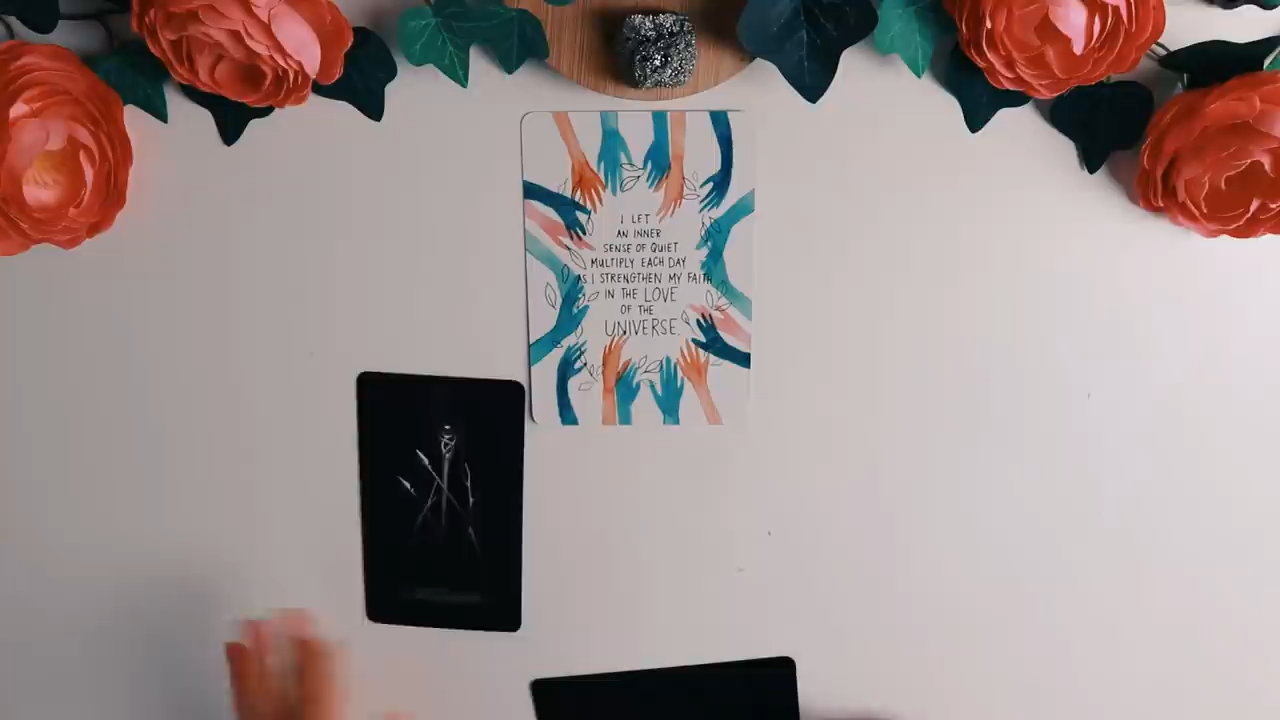 I LET
AN INNER
SENSE OF QUIET
MULTIPLY EACH DAY
AS I STRENGTHEN MY FAITH
IN THE LOVE
OF THE
UNIVERSE.